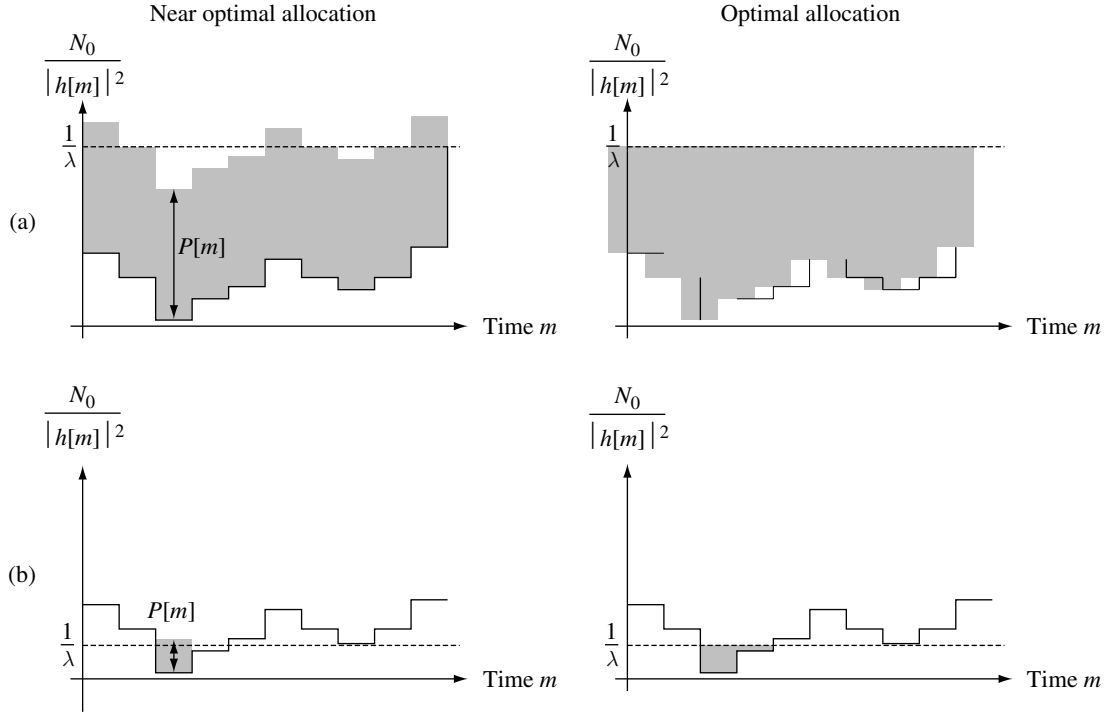 Near optimal allocation
Optimal allocation
N₀
|h[m]|²
1
λ
(a)
P[m]
Time m
N₀
|h[m]|²
1
λ
Time m
N₀
|h[m]|²
(b)
P[m]
1
λ
Time m
N₀
|h[m]|²
1
λ
Time m